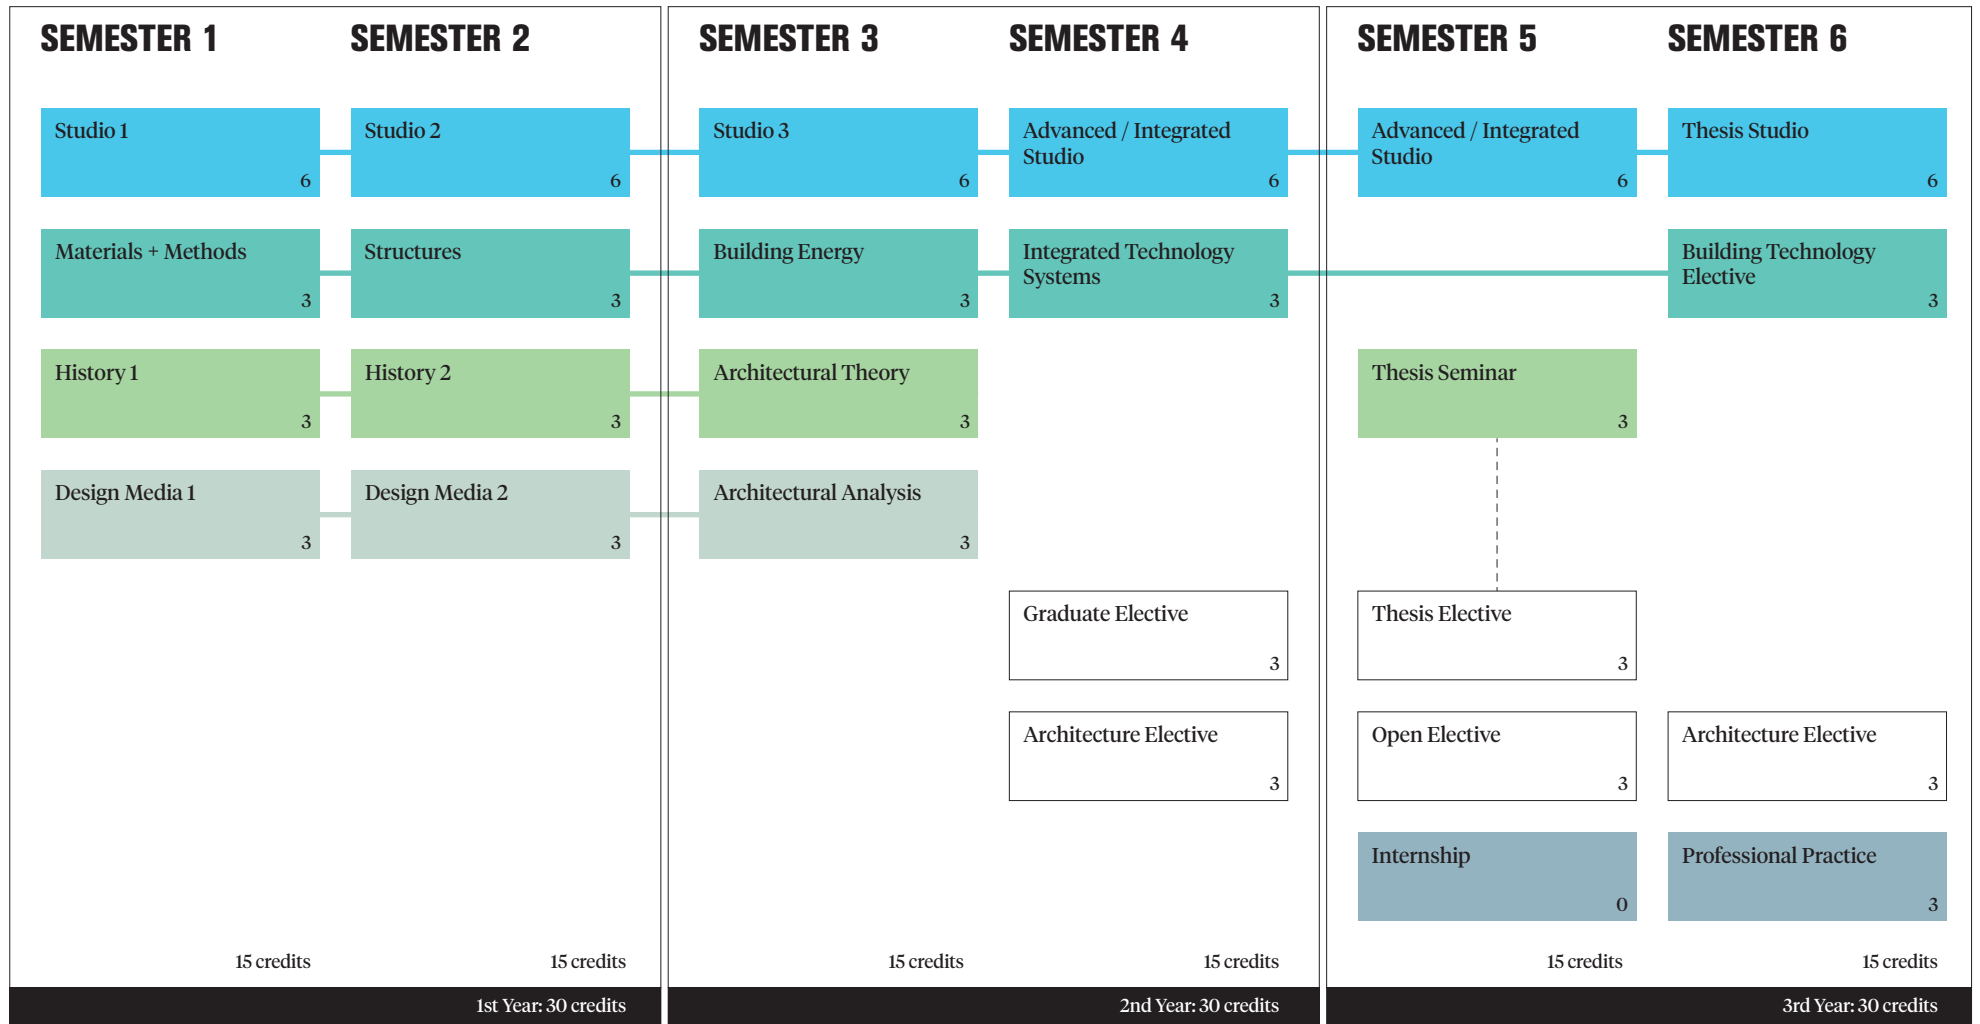 SEMESTER 1
SEMESTER 2
SEMESTER 3
SEMESTER 4
SEMESTER 5
SEMESTER 6
Studio 1
6
Studio 2
6
Studio 3
6
Advanced / Integrated
Studio
6
Advanced / Integrated
Studio
6
Thesis Studio
6
Materials + Methods
3
Structures
3
Building Energy
3
Integrated Technology
Systems
3
Building Technology
Elective
3
History 1
3
History 2
3
Architectural Theory
3
Thesis Seminar
3
Design Media 1
3
Design Media 2
3
Architectural Analysis
3
Graduate Elective
3
Thesis Elective
3
Architecture Elective
3
Open Elective
3
Architecture Elective
3
Internship
0
Professional Practice
3
15 credits
15 credits
15 credits
15 credits
15 credits
15 credits
1st Year: 30 credits
2nd Year: 30 credits
3rd Year: 30 credits